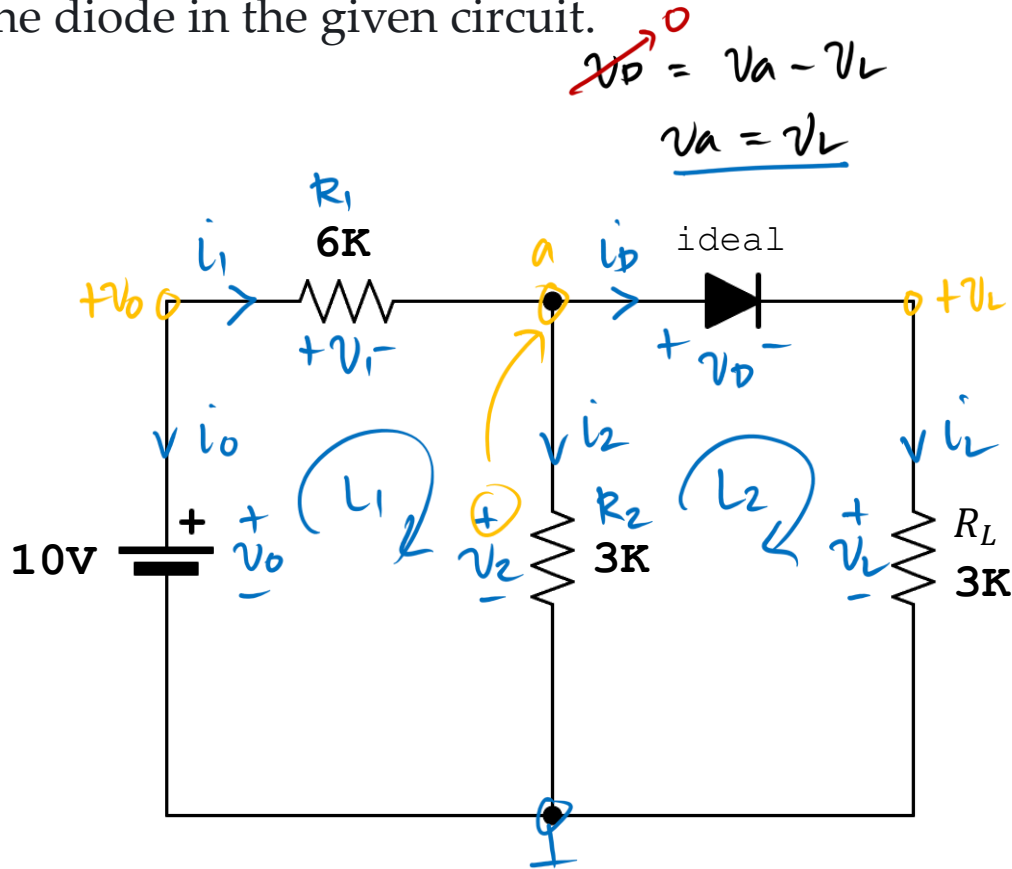 he diode in the given circuit.
0
vD = va - vL
va = vL
R1
6K
i1
a
iD
ideal
+v0
+vL
+v1-
+ vD -
i0
i2
iL
L1
L2
10V
+
+
v0
-
+
v2
-
R2
3K
+
vL
-
RL
3K